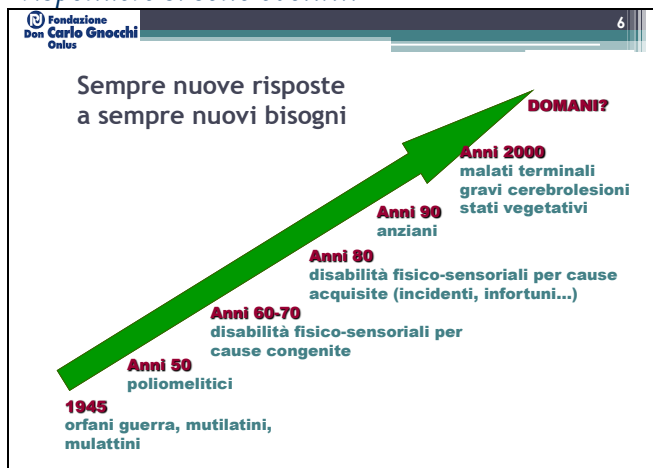 Fondazione
Don Carlo Gnocchi
Onlus
6
Sempre nuove risposte
a sempre nuovi bisogni
DOMANI?
Anni 2000
malati terminali
gravi cerebrolesioni
stati vegetativi
Anni 90
anziani
Anni 80
disabilità fisico-sensoriali per cause
acquisite (incidenti, infortuni...)
Anni 60-70
disabilità fisico-sensoriali per
cause congenite
Anni 50
poliomelitici
1945
orfani guerra, mutilatini,
mulattini